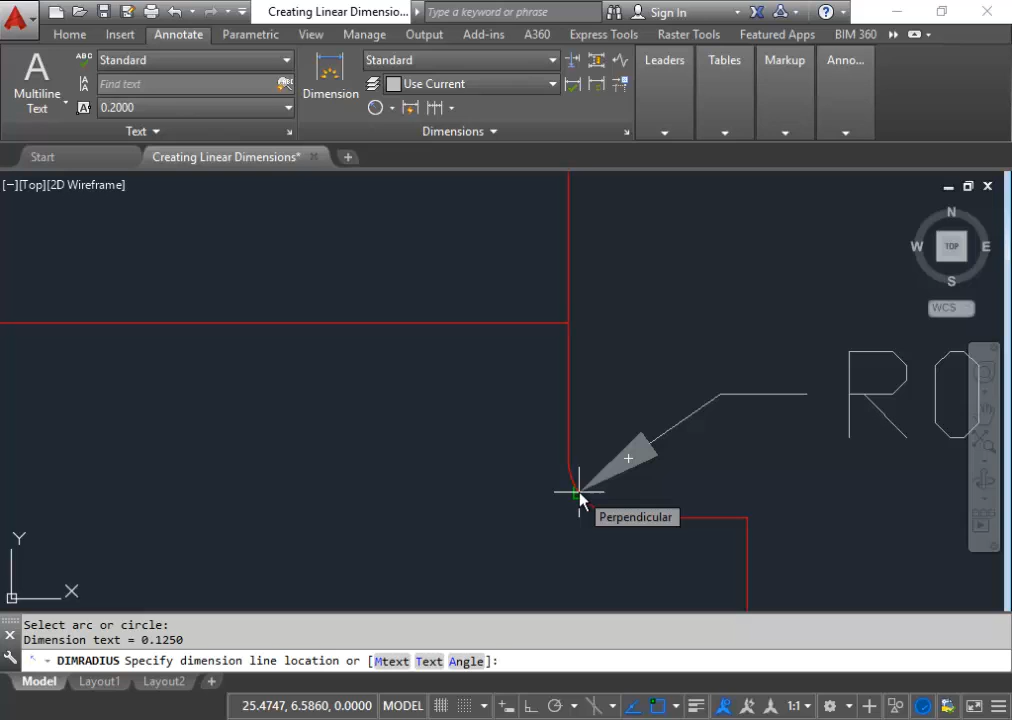 Creating Linear Dimensio...
Type a keyword or phrase
Sign In
Home Insert Annotate Parametric View Manage Output Add-ins A360 Express Tools Raster Tools Featured Apps BIM 360
Multiline Text
Standard
Find text
0.2000
Text
Dimension
Standard
Use Current
Dimensions
Leaders
Tables
Markup
Anno...
Start
Creating Linear Dimensions*
[−][Top][2D Wireframe]
N
W
TOP
E
S
WCS
R0
Perpendicular
Y
X
Select arc or circle:
Dimension text = 0.1250
DIMRADIUS Specify dimension line location or [Mtext Text Angle]:
Model Layout1 Layout2
25.4747, 6.5860, 0.0000 MODEL 1:1